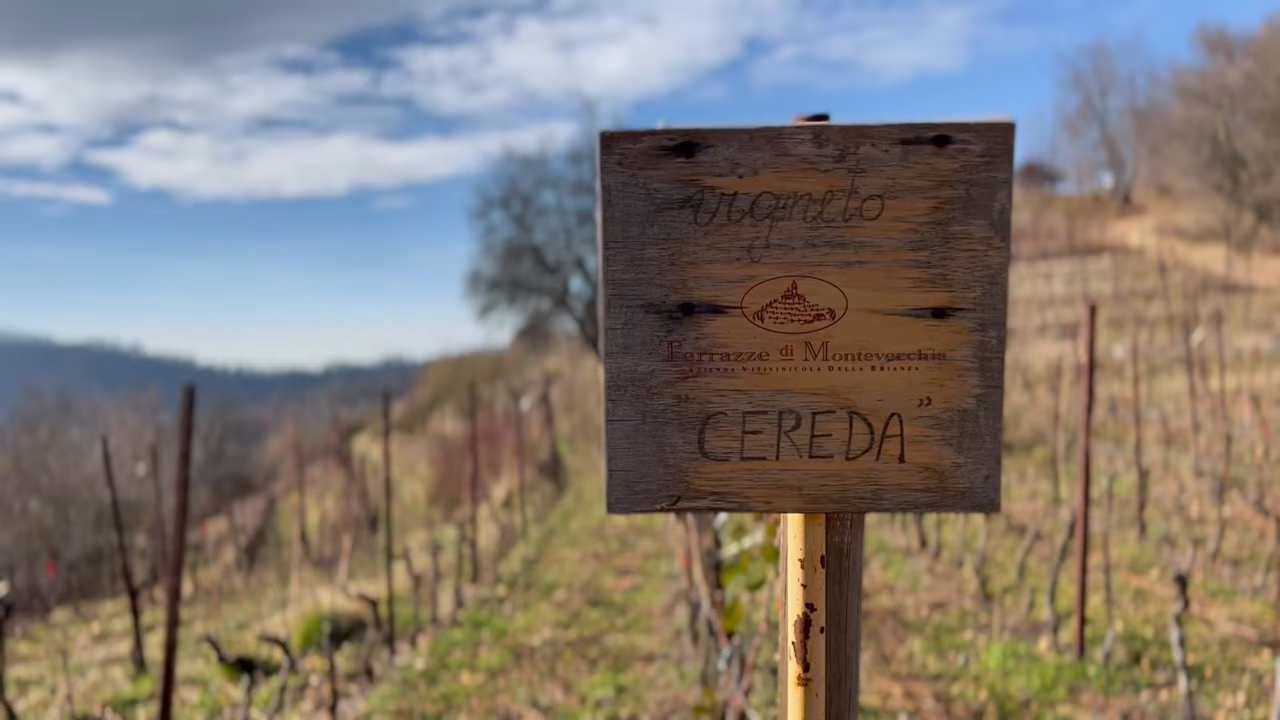 vigneto
Terrazze di Montevecchia
Azienda Vitivinicola Della Brianza
"CEREDA"